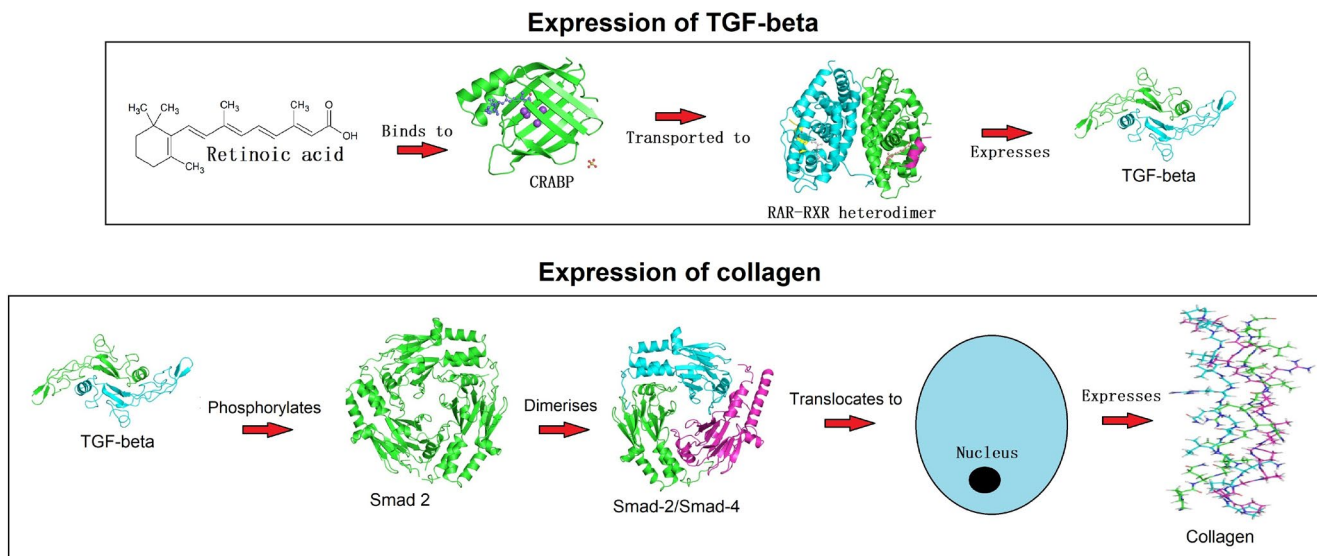 Expression of TGF-beta
H₃C CH₃ CH₃ CH₃ O
OH
CH₃
Retinoic acid
Binds to
CRABP
Transported to
RAR-RXR heterodimer
Expresses
TGF-beta
Expression of collagen
TGF-beta
Phosphorylates
Smad 2
Dimerises
Smad-2/Smad-4
Translocates to
Nucleus
Expresses
Collagen